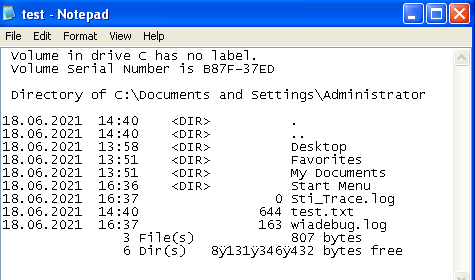 test - Notepad
File Edit Format View Help
Volume in drive C has no label.
Volume Serial Number is B87F-37ED
Directory of C:\Documents and Settings\Administrator
18.06.2021 14:40 <DIR> .
18.06.2021 14:40 <DIR> ..
18.06.2021 13:58 <DIR> Desktop
18.06.2021 13:51 <DIR> Favorites
18.06.2021 13:51 <DIR> My Documents
18.06.2021 16:36 <DIR> Start Menu
18.06.2021 16:37 0 Sti_Trace.log
18.06.2021 14:40 644 test.txt
18.06.2021 16:37 163 wiadebug.log
3 File(s) 807 bytes
6 Dir(s) 8ÿ131ÿ346ÿ432 bytes free